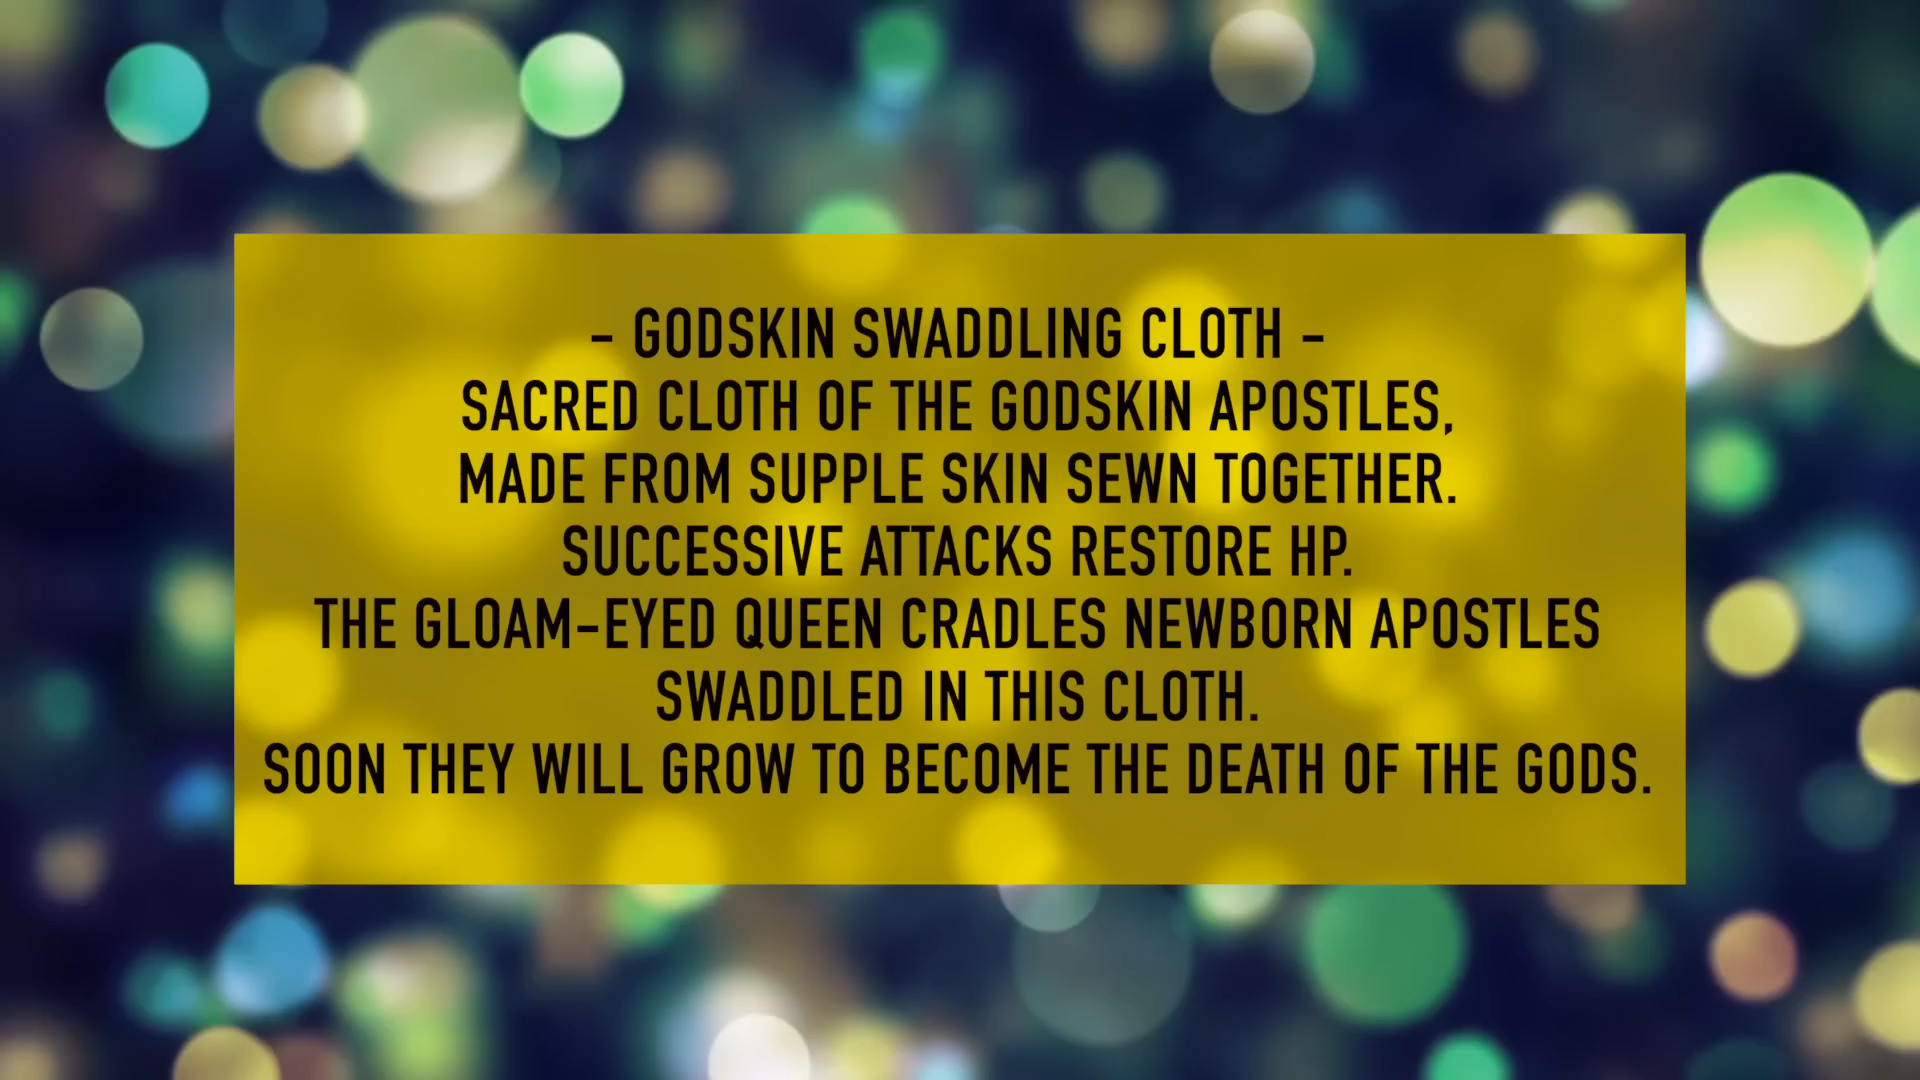 - GODSKIN SWADDLING CLOTH -
SACRED CLOTH OF THE GODSKIN APOSTLES,
MADE FROM SUPPLE SKIN SEWN TOGETHER.
SUCCESSIVE ATTACKS RESTORE HP.
THE GLOAM-EYED QUEEN CRADLES NEWBORN APOSTLES
SWADDLED IN THIS CLOTH.
SOON THEY WILL GROW TO BECOME THE DEATH OF THE GODS.